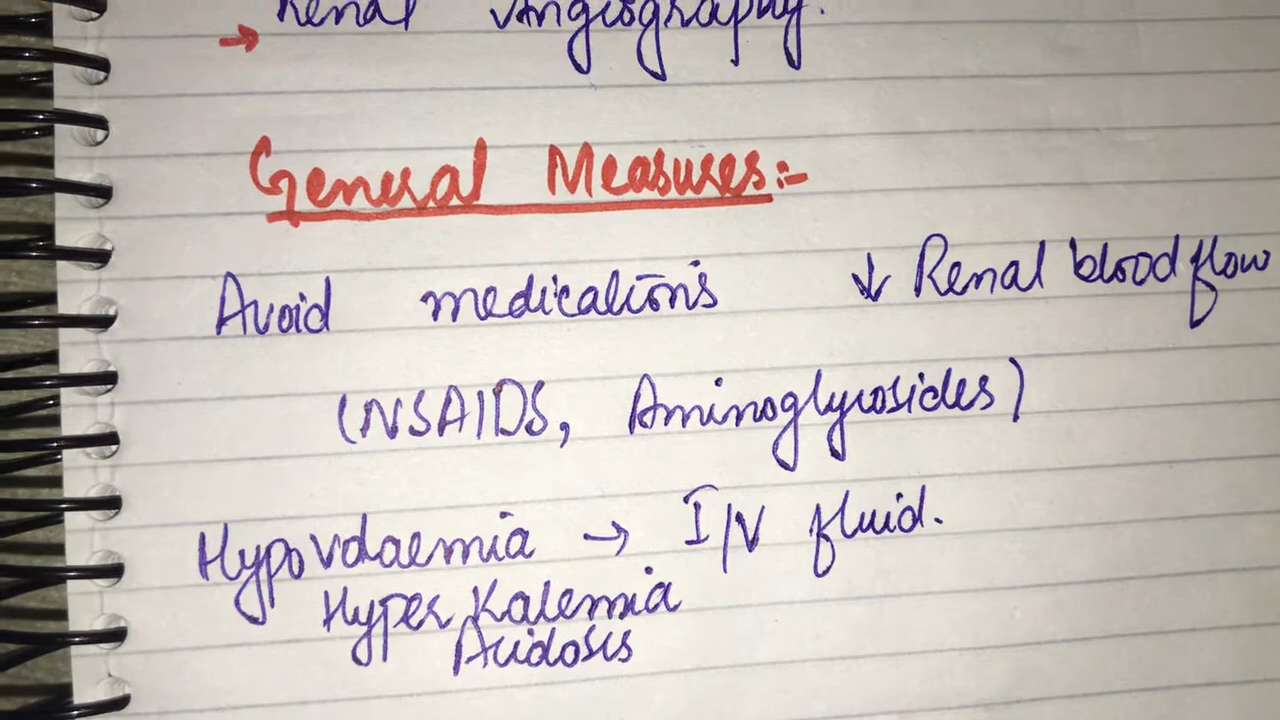 → Renal Angiography.
General Measures:-
Avoid medications ↓ Renal blood flow
(NSAIDS, Aminoglycosides)
Hypovolaemia → I/V fluid.
Hyper Kalemia
Acidosis